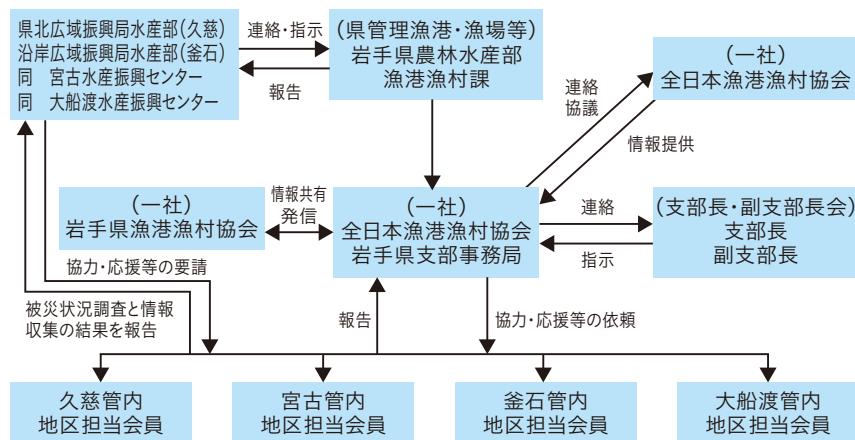 県北広域振興局水産部(久慈)
沿岸広域振興局水産部(釜石)
同　宮古水産振興センター
同　大船渡水産振興センター
連絡・指示
報告
(県管理漁港・漁場等)
岩手県農林水産部
漁港漁村課
連絡
協議
(一社)
全日本漁港漁村協会
情報提供
(一社)
岩手県漁港漁村協会
情報共有
発信
(一社)
全日本漁港漁村協会
岩手県支部事務局
連絡
指示
(支部長・副支部長会)
支部長
副支部長
協力・応援等の要請
被災状況調査と情報
収集の結果を報告
報告
協力・応援等の依頼
久慈管内
地区担当会員
宮古管内
地区担当会員
釜石管内
地区担当会員
大船渡管内
地区担当会員